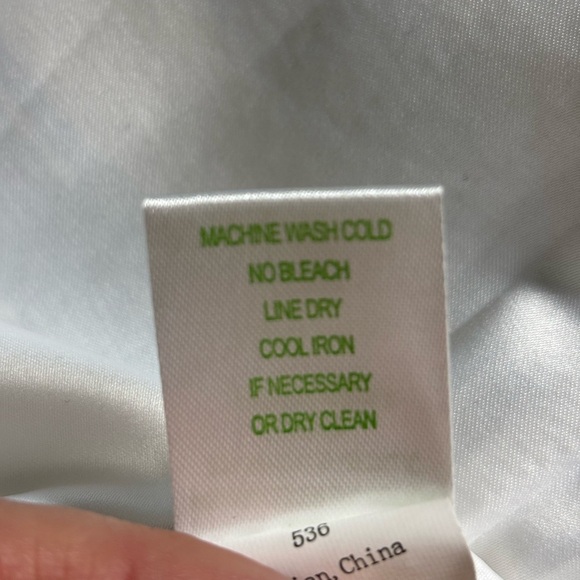 MACHINE WASH COLD
NO BLEACH
LINE DRY
COOL IRON
IF NECESSARY
OR DRY CLEAN
536
China